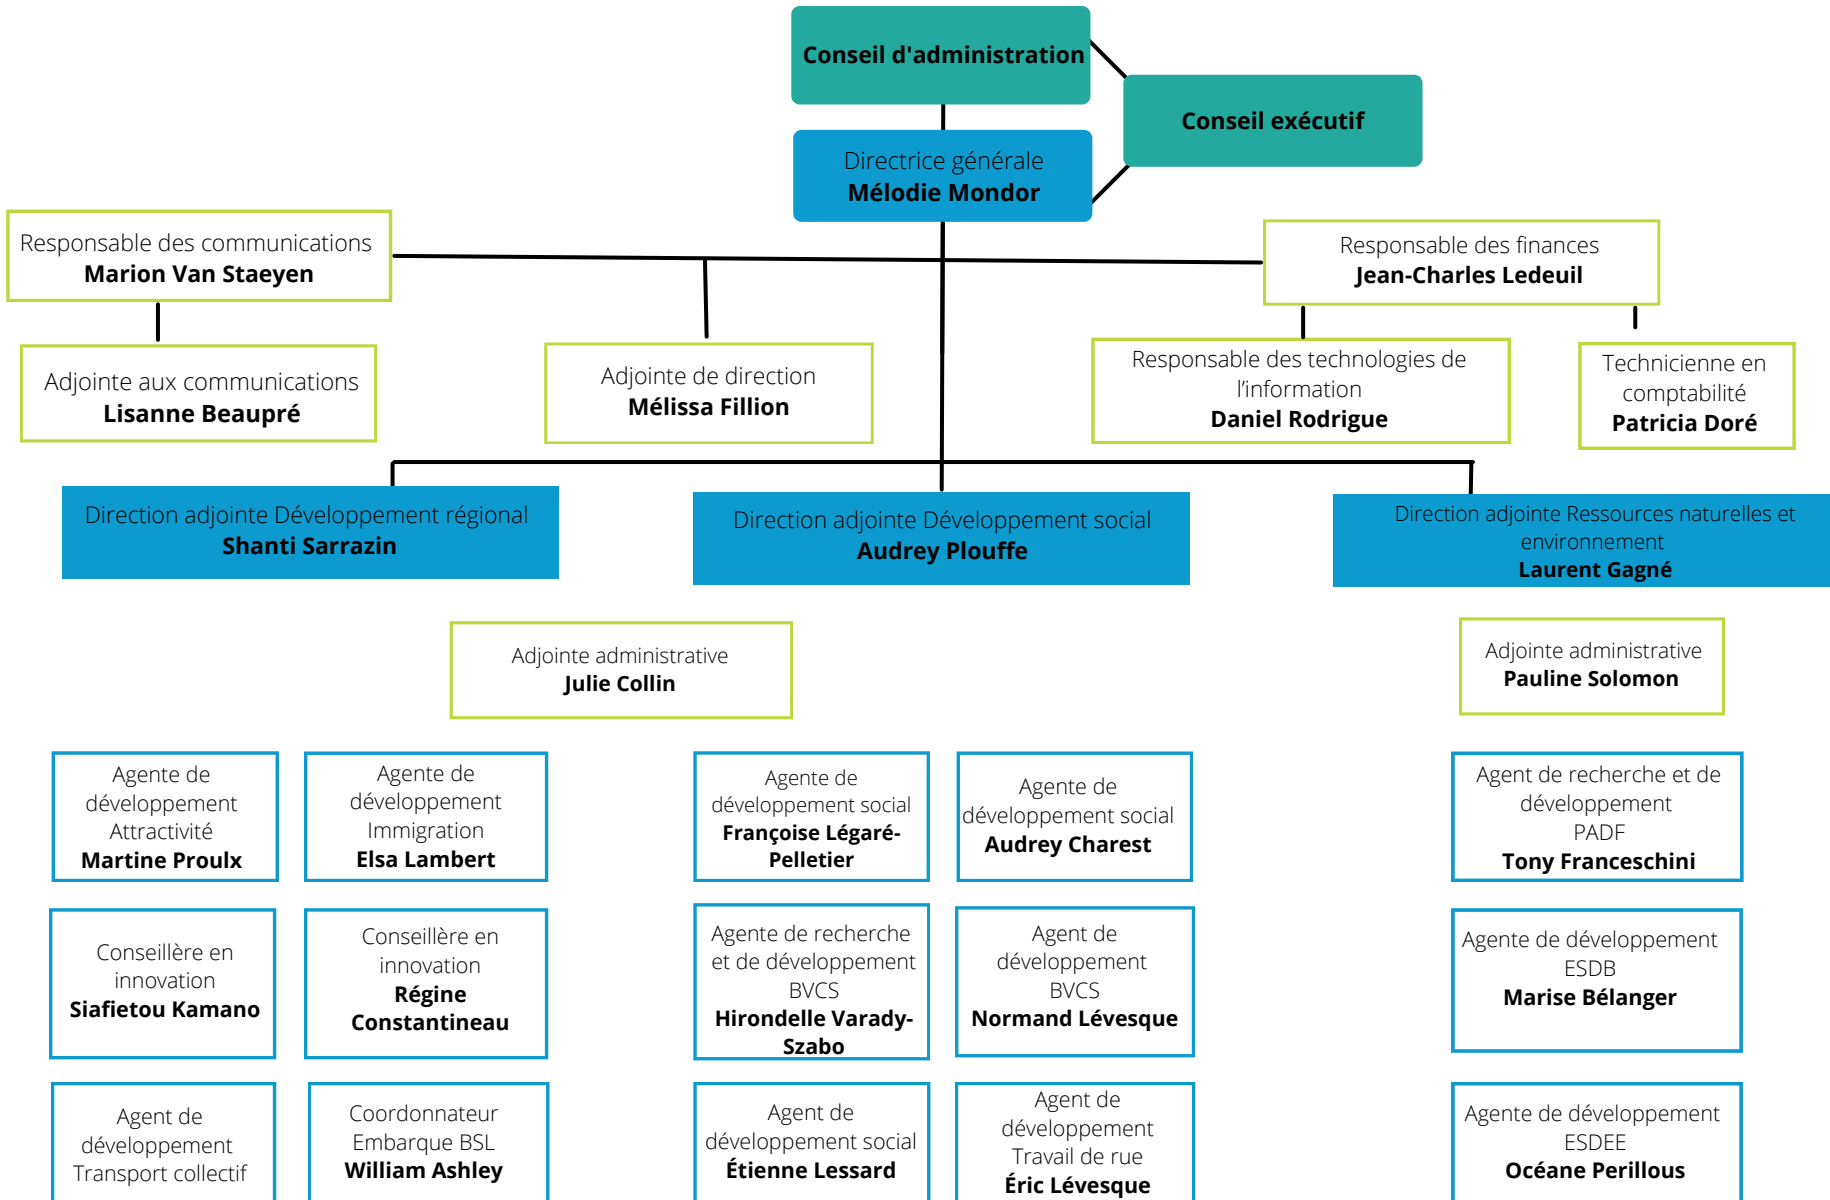 Conseil d'administration
Conseil exécutif
Directrice générale
Mélodie Mondor
Responsable des communications
Marion Van Staeyen
Responsable des finances
Jean-Charles Ledeuil
Adjointe aux communications
Lisanne Beaupré
Adjointe de direction
Mélissa Fillion
Responsable des technologies de
l'information
Daniel Rodrigue
Technicienne en
comptabilité
Patricia Doré
Direction adjointe Développement régional
Shanti Sarrazin
Direction adjointe Développement social
Audrey Plouffe
Direction adjointe Ressources naturelles et
environnement
Laurent Gagné
Adjointe administrative
Julie Collin
Adjointe administrative
Pauline Solomon
Agente de
développement
Attractivité
Martine Proulx
Agente de
développement
Immigration
Elsa Lambert
Agente de
développement social
Françoise Légaré-
Pelletier
Agente de
développement social
Audrey Charest
Agent de recherche et de
développement
PADF
Tony Franceschini
Conseillère en
innovation
Siafietou Kamano
Conseillère en
innovation
Régine
Constantineau
Agente de recherche
et de développement
BVCS
Hirondelle Varady-
Szabo
Agent de
développement
BVCS
Normand Lévesque
Agente de développement
ESDB
Marise Bélanger
Agent de
développement
Transport collectif
Coordonnateur
Embarque BSL
William Ashley
Agent de
développement social
Étienne Lessard
Agent de
développement
Travail de rue
Éric Lévesque
Agente de développement
ESDEE
Océane Perillous